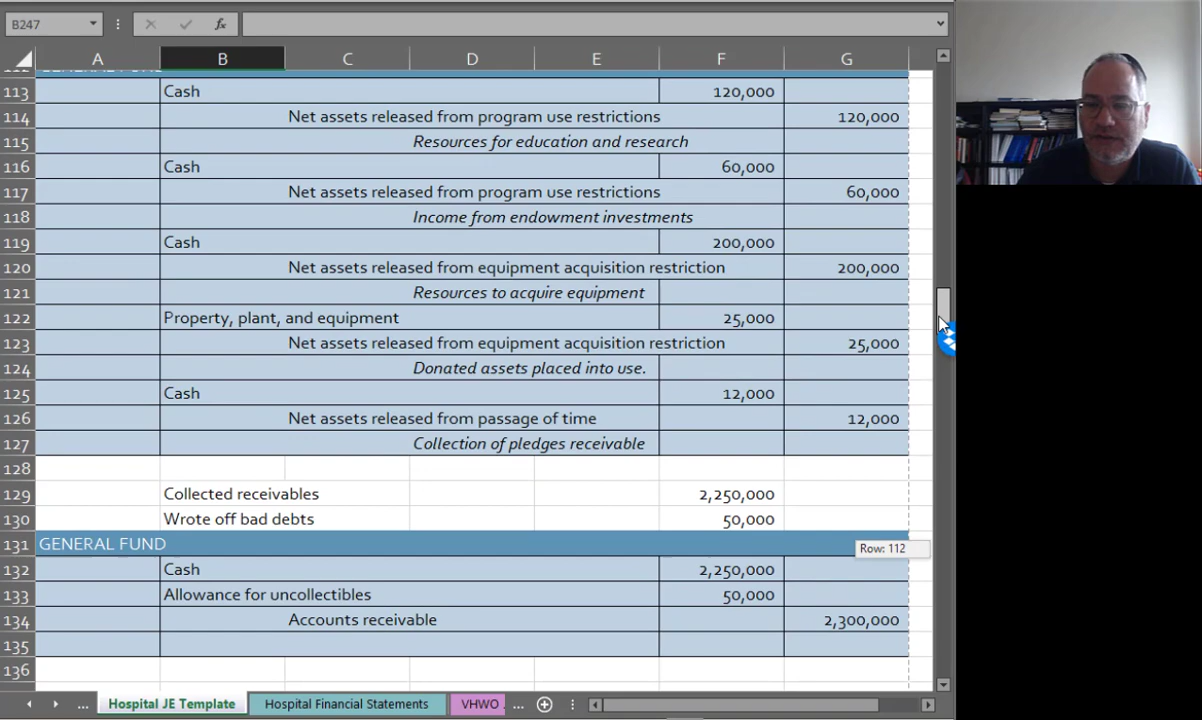 B247
fx
A B C D E F G
112 GENERAL FUND
113 Cash 120,000
114 Net assets released from program use restrictions 120,000
115 Resources for education and research
116 Cash 60,000
117 Net assets released from program use restrictions 60,000
118 Income from endowment investments
119 Cash 200,000
120 Net assets released from equipment acquisition restriction 200,000
121 Resources to acquire equipment
122 Property, plant, and equipment 25,000
123 Net assets released from equipment acquisition restriction 25,000
124 Donated assets placed into use.
125 Cash 12,000
126 Net assets released from passage of time 12,000
127 Collection of pledges receivable
128
129 Collected receivables 2,250,000
130 Wrote off bad debts 50,000
131 GENERAL FUND Row: 112
132 Cash 2,250,000
133 Allowance for uncollectibles 50,000
134 Accounts receivable 2,300,000
135
136
... Hospital JE Template Hospital Financial Statements VHWO ...